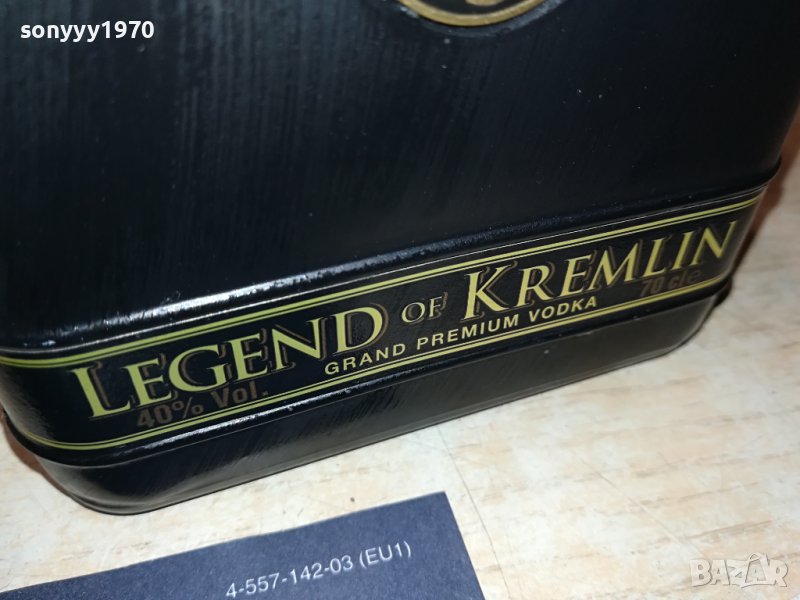 sonyyy1970
LEGEND OF KREMLIN
GRAND PREMIUM VODKA
40% Vol.
70 cle
4-557-142-03 (EU1)
BAZAR